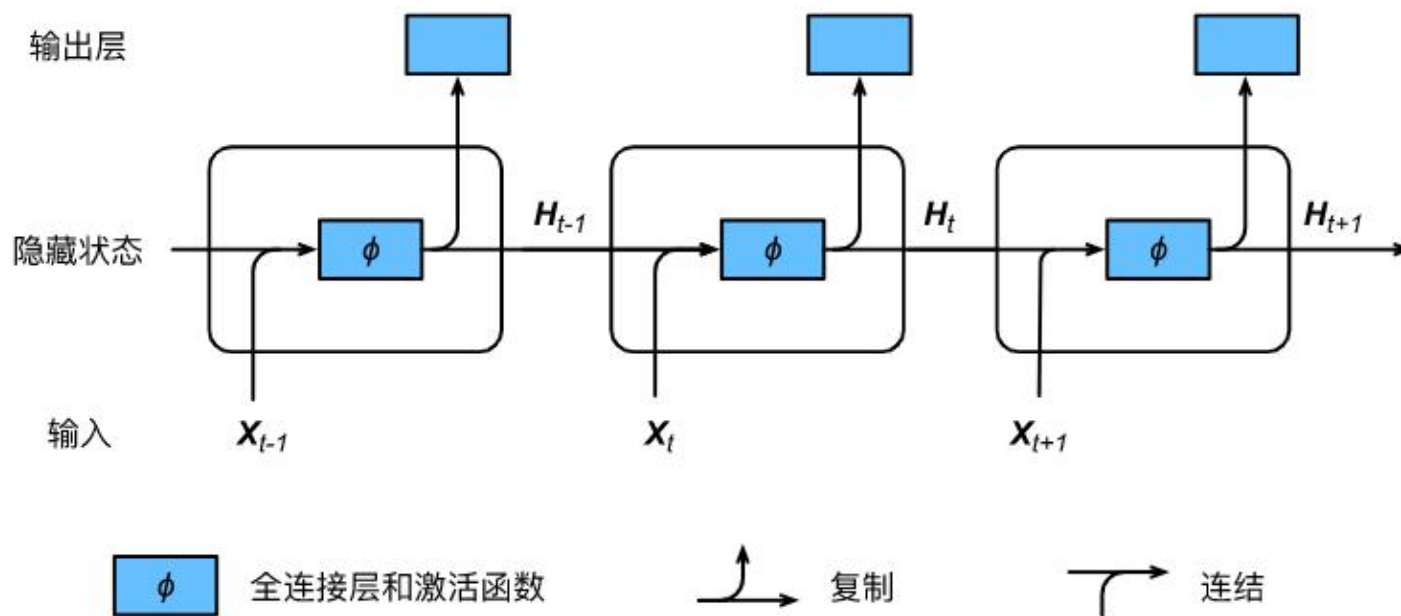 输出层
隐藏状态 ϕ H_{t-1} ϕ H_t ϕ H_{t+1}
输入 X_{t-1} X_t X_{t+1}
ϕ 全连接层和激活函数 复制 连结